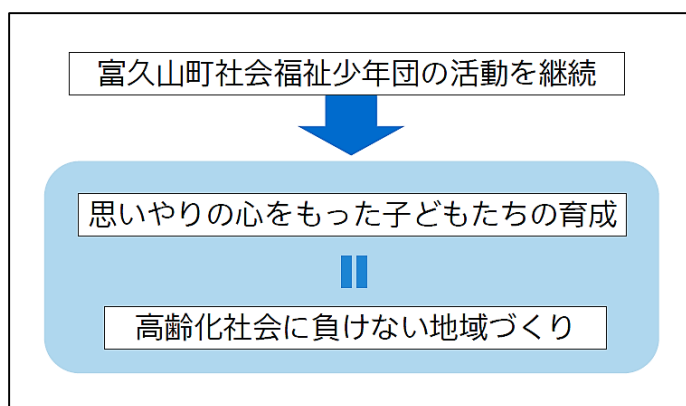 富久山町社会福祉少年団の活動を継続
思いやりの心をもった子どもたちの育成
高齢化社会に負けない地域づくり